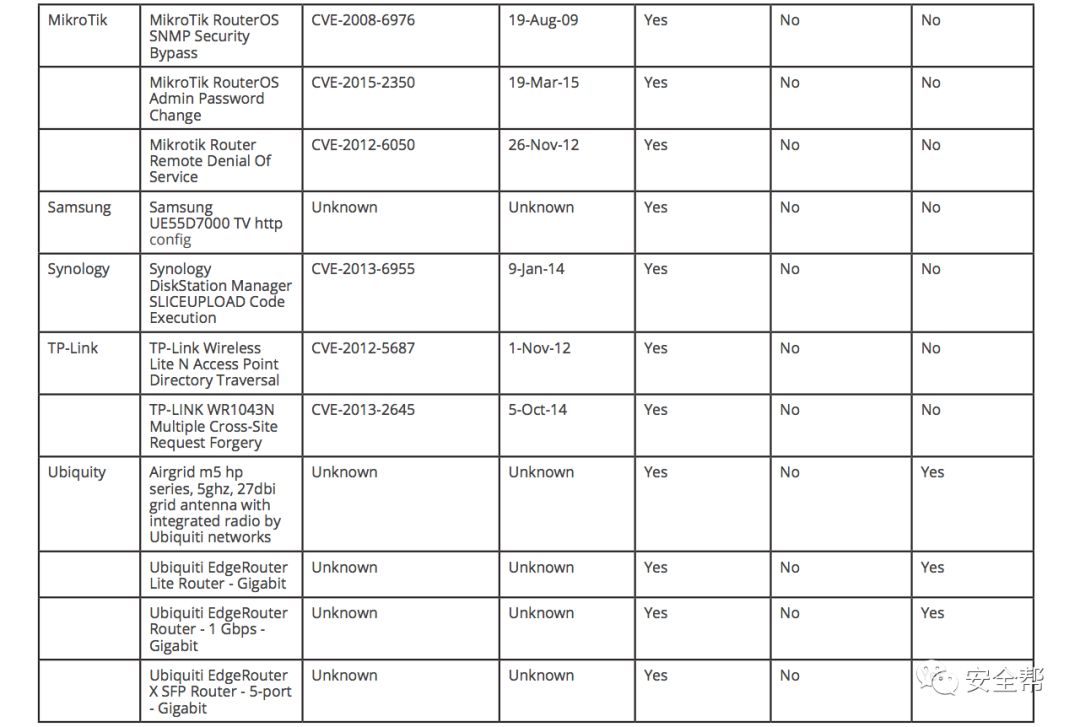 MikroTik MikroTik RouterOS CVE-2008-6976 19-Aug-09 Yes No No
SNMP Security
Bypass
MikroTik RouterOS CVE-2015-2350 19-Mar-15 Yes No No
Admin Password
Change
Mikrotik Router CVE-2012-6050 26-Nov-12 Yes No No
Remote Denial Of
Service
Samsung Samsung Unknown Unknown Yes No No
UE55D7000 TV http
config
Synology Synology CVE-2013-6955 9-Jan-14 Yes No No
DiskStation Manager
SLICEUPLOAD Code
Execution
TP-Link TP-Link Wireless CVE-2012-5687 1-Nov-12 Yes No No
Lite N Access Point
Directory Traversal
TP-LINK WR1043N CVE-2013-2645 5-Oct-14 Yes No No
Multiple Cross-Site
Request Forgery
Ubiquity Airgrid m5 hp Unknown Unknown Yes No Yes
series, 5ghz, 27dbi
grid antenna with
integrated radio by
Ubiquiti networks
Ubiquiti EdgeRouter Unknown Unknown Yes No Yes
Lite Router - Gigabit
Ubiquiti EdgeRouter Unknown Unknown Yes No Yes
Router - 1 Gbps -
Gigabit
Ubiquiti EdgeRouter Unknown Unknown Yes No
X SFP Router - 5-port
- Gigabit
安全帮